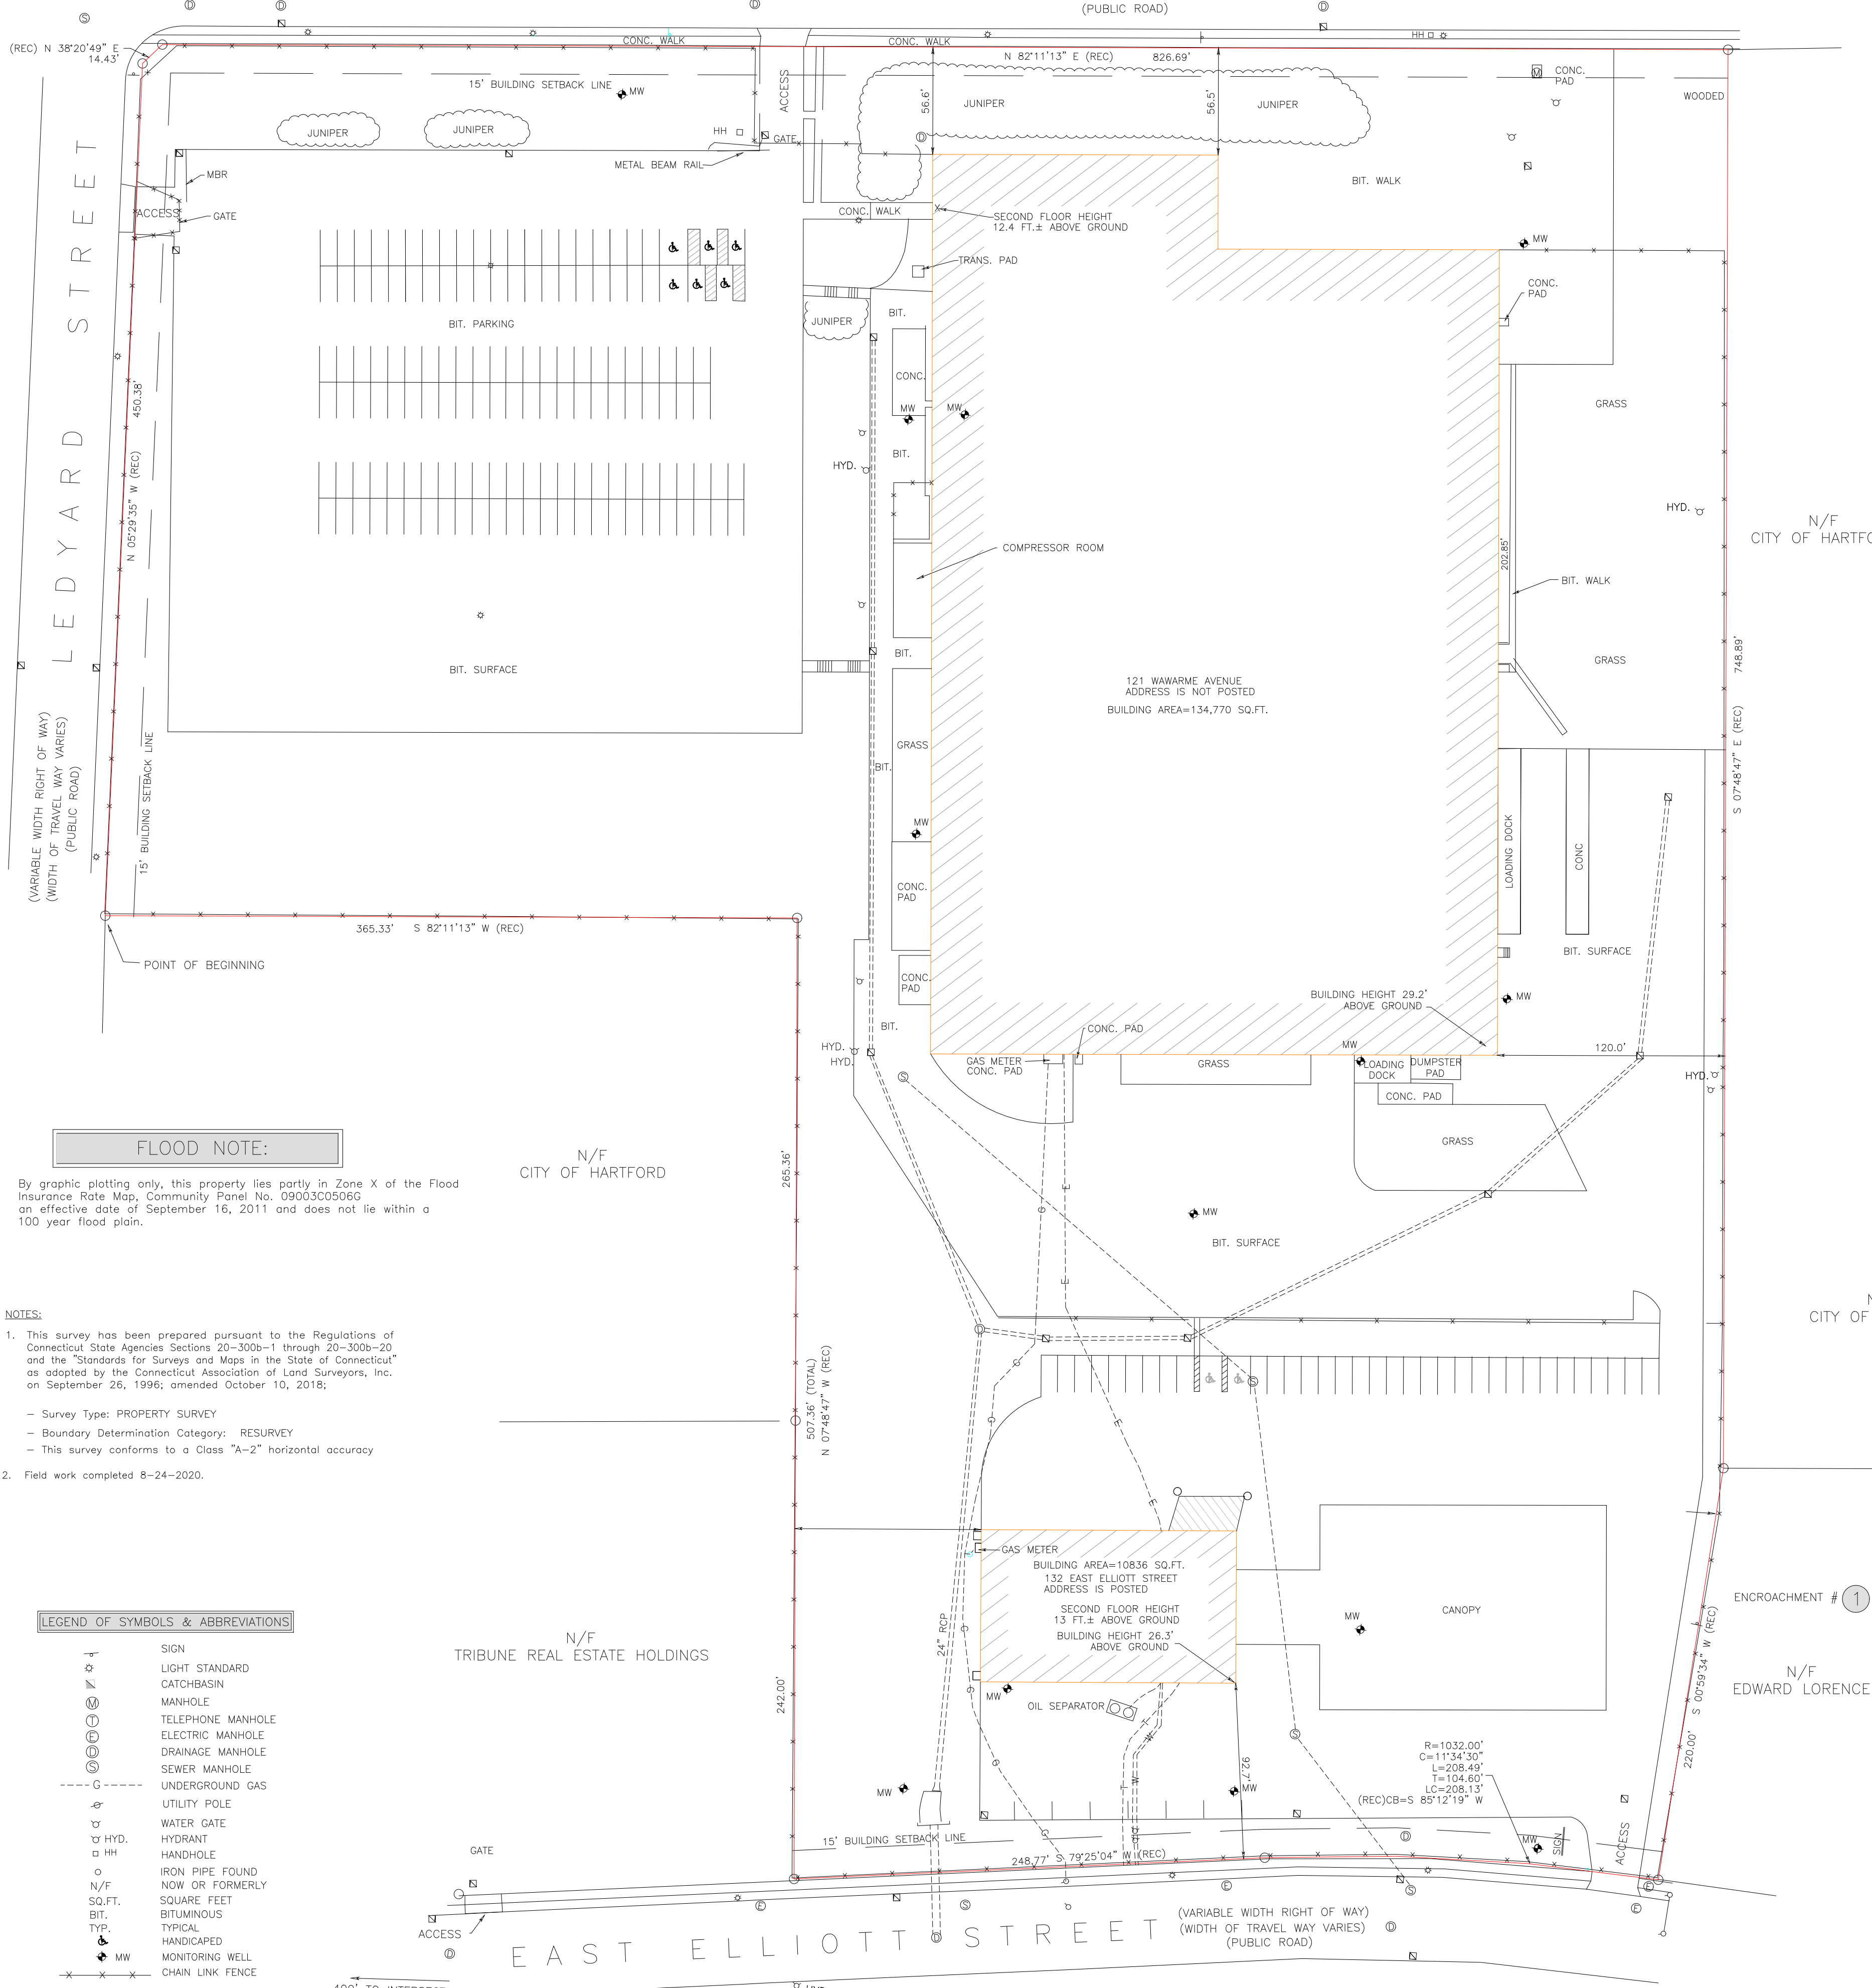 (PUBLIC ROAD)
(REC) N 38°20'49" E
14.43'
CONC. WALK
CONC. WALK
HH
N 82°11'13" E (REC)
826.69'
15' BUILDING SETBACK LINE
MW
ACCESS
56.6'
JUNIPER
56.5'
JUNIPER
M
CONC.
PAD
WOODED
JUNIPER
JUNIPER
HH
GATE
METAL BEAM RAIL
MBR
BIT. WALK
ACCESS
GATE
CONC. WALK
SECOND FLOOR HEIGHT
12.4 FT.± ABOVE GROUND
MW
TRANS. PAD
CONC.
PAD
BIT. PARKING
JUNIPER
BIT.
CONC.
MW
MW
GRASS
LEDYARD STREET
450.38'
N 05°29'35" W (REC)
BIT.
HYD.
HYD.
N/F
CITY OF HARTFO
COMPRESSOR ROOM
202.85'
BIT. WALK
BIT.
GRASS
BIT. SURFACE
748.89'
S 07°48'47" E (REC)
121 WAWARME AVENUE
ADDRESS IS NOT POSTED
BUILDING AREA=134,770 SQ.FT.
(VARIABLE WIDTH RIGHT OF WAY)
(WIDTH OF TRAVEL WAY VARIES)
(PUBLIC ROAD)
15' BUILDING SETBACK LINE
GRASS
BIT.
MW
LOADING DOCK
CONC
CONC.
PAD
365.33' S 82°11'13" W (REC)
POINT OF BEGINNING
CONC.
PAD
BIT. SURFACE
BUILDING HEIGHT 29.2'
ABOVE GROUND
MW
BIT.
HYD.
HYD.
GAS METER
CONC. PAD
CONC. PAD
GRASS
MW
LOADING
DOCK
DUMPSTER
PAD
CONC. PAD
120.0'
HYD.
S
GRASS
FLOOD NOTE:
By graphic plotting only, this property lies partly in Zone X of the Flood
Insurance Rate Map, Community Panel No. 09003C0506G
an effective date of September 16, 2011 and does not lie within a
100 year flood plain.
N/F
CITY OF HARTFORD
265.36'
MW
BIT. SURFACE
CITY OF
NOTES:
1. This survey has been prepared pursuant to the Regulations of
Connecticut State Agencies Sections 20-300b-1 through 20-300b-20
and the "Standards for Surveys and Maps in the State of Connecticut"
as adopted by the Connecticut Association of Land Surveyors, Inc.
on September 26, 1996; amended October 10, 2018;
- Survey Type: PROPERTY SURVEY
- Boundary Determination Category: RESURVEY
- This survey conforms to a Class "A-2" horizontal accuracy
2. Field work completed 8-24-2020.
507.36' (TOTAL)
N 07°48'47" W (REC)
GAS METER
BUILDING AREA=10836 SQ.FT.
132 EAST ELLIOTT STREET
ADDRESS IS POSTED
SECOND FLOOR HEIGHT
13 FT.± ABOVE GROUND
BUILDING HEIGHT 26.3'
ABOVE GROUND
CANOPY
MW
ENCROACHMENT # 1
N/F
EDWARD LORENCE
220.00' S 00°59'34" W (REC)
N/F
TRIBUNE REAL ESTATE HOLDINGS
242.00'
24" RCP
MW
OIL SEPARATOR
R=1032.00'
C=11°34'30"
L=208.49'
T=104.60'
LC=208.13'
(REC)CB=S 85°12'19" W
92.7'
MW
MW
MW
SIGN
ACCESS
15' BUILDING SETBACK LINE
248.77' S 79°25'04" W (REC)
LEGEND OF SYMBOLS & ABBREVIATIONS
SIGN
LIGHT STANDARD
CATCHBASIN
M MANHOLE
T TELEPHONE MANHOLE
E ELECTRIC MANHOLE
D DRAINAGE MANHOLE
S SEWER MANHOLE
G UNDERGROUND GAS
UTILITY POLE
WATER GATE
HYD. HYDRANT
HH HANDHOLE
IRON PIPE FOUND
N/F NOW OR FORMERLY
SQ.FT. SQUARE FEET
BIT. BITUMINOUS
TYP. TYPICAL
HANDICAPED
MW MONITORING WELL
CHAIN LINK FENCE
GATE
ACCESS
EAST ELLIOTT STREET
(VARIABLE WIDTH RIGHT OF WAY)
(WIDTH OF TRAVEL WAY VARIES)
(PUBLIC ROAD)